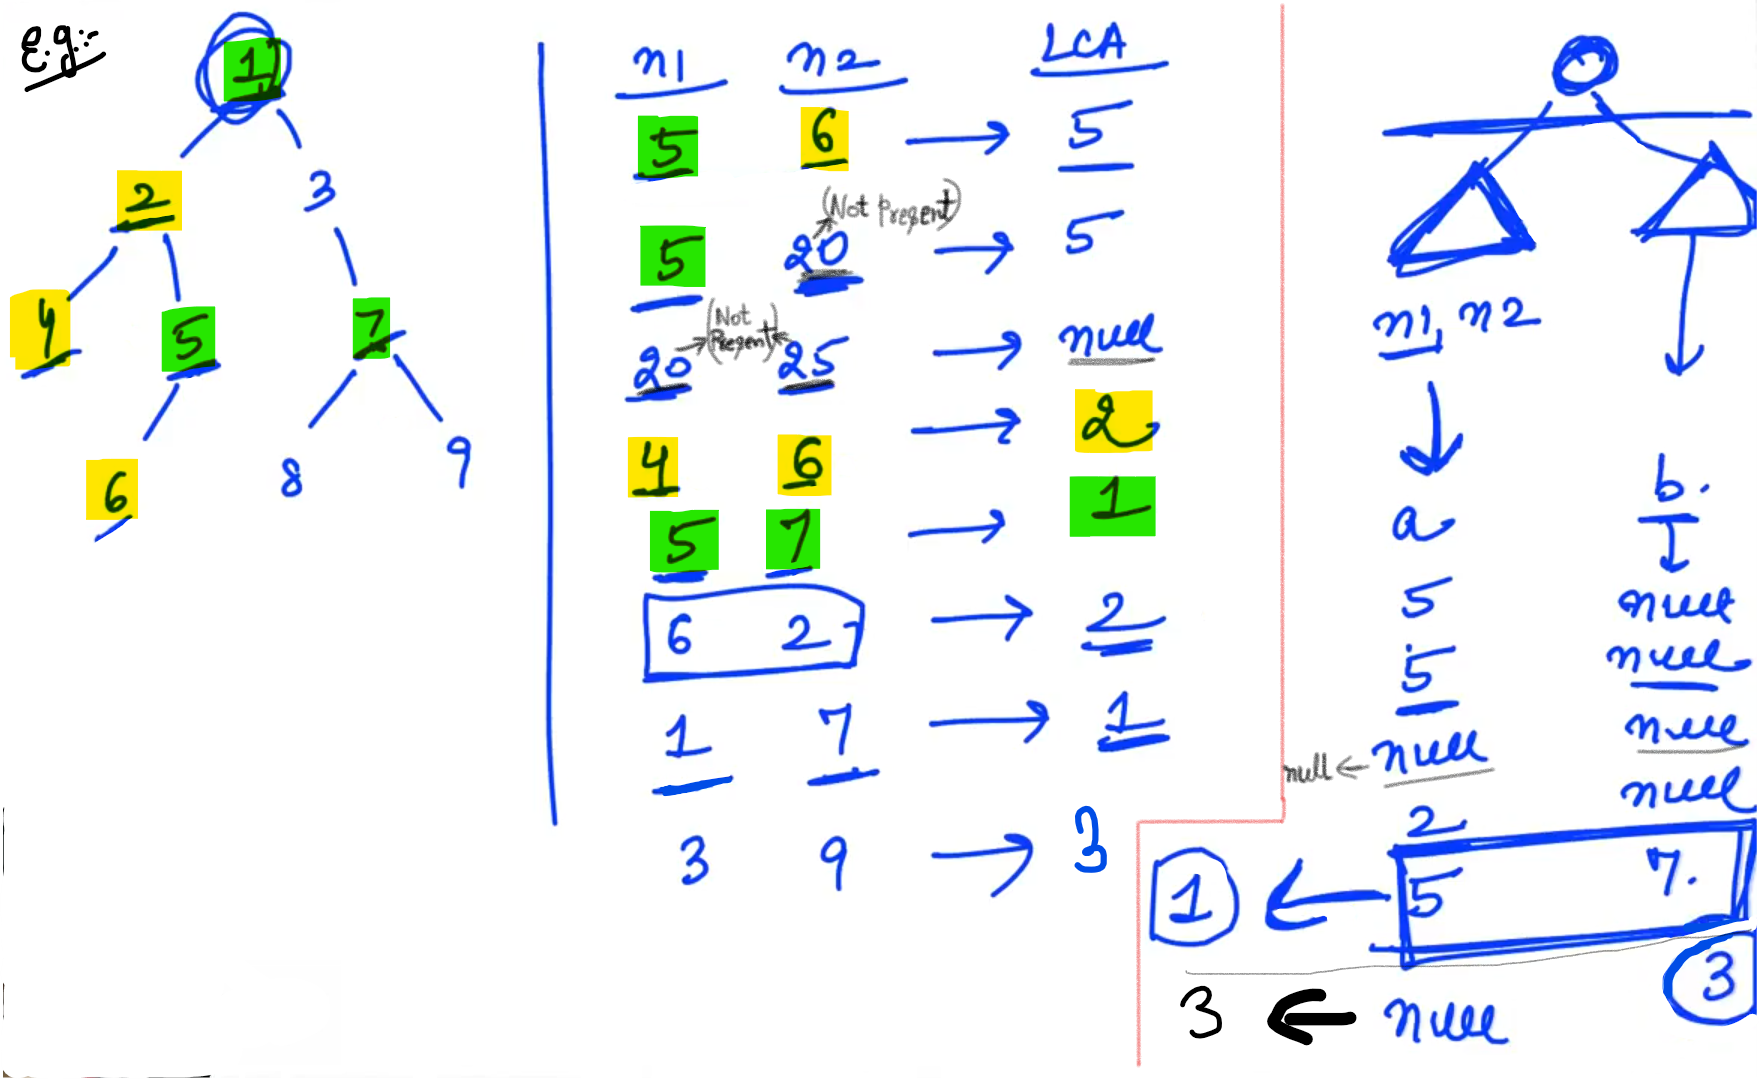 e.g:-
1
2 3
4 5 7
6 8 9
n1 n2 LCA
5 6 → 5
(Not Present)
5 20 → 5
(Not Present)
20 25 → null
4 6 → 2
5 7 → 1
6 2 → 2
1 7 → 1
3 9 → 3
n1, n2
a b.
5 null
5 null
null ← null null
2 null
1 ← 5 7.
3 ← null 3